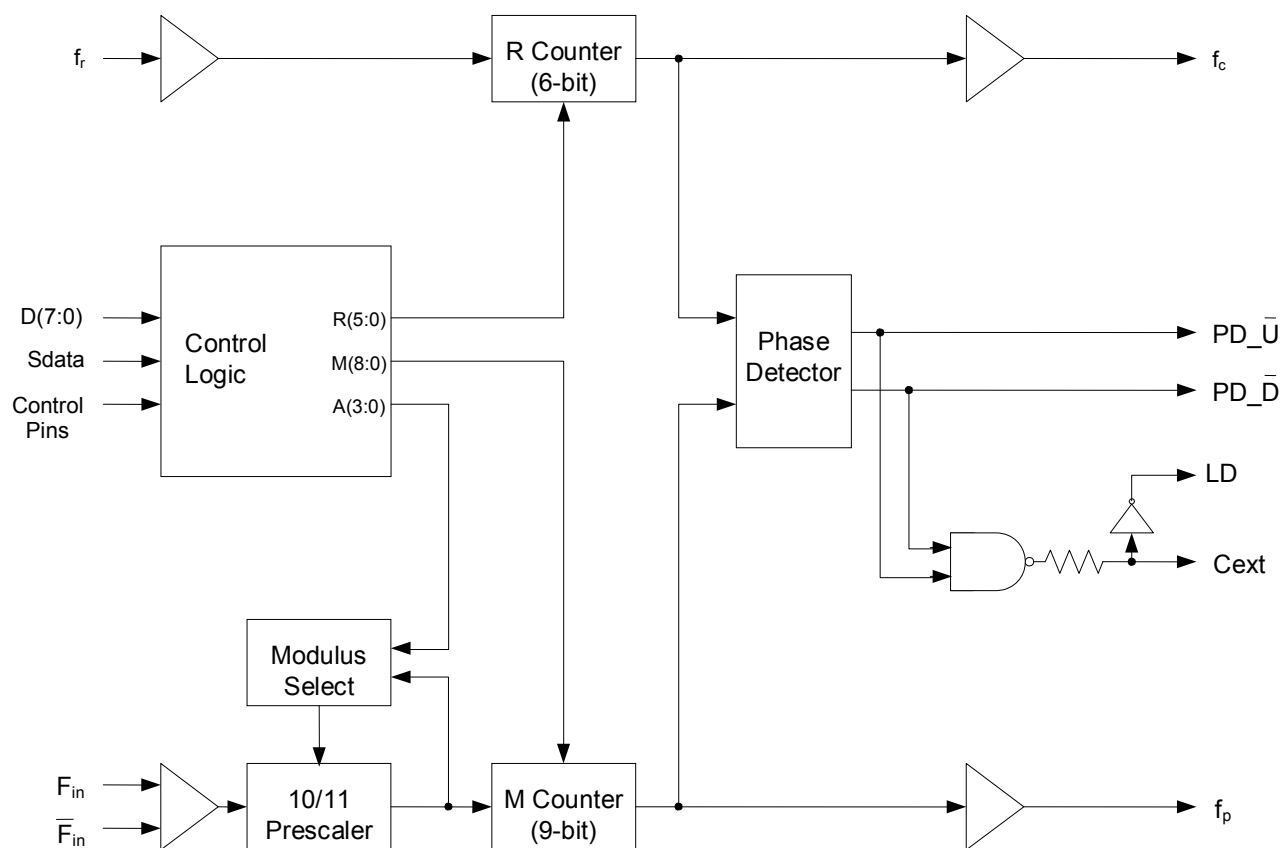 fr
R Counter
(6-bit)
fc
D(7:0)
Sdata
Control
Pins
Control
Logic
R(5:0)
M(8:0)
A(3:0)
Phase
Detector
PD_U̅
PD_D̅
LD
Cext
Modulus
Select
Fin
F̅in
10/11
Prescaler
M Counter
(9-bit)
fp